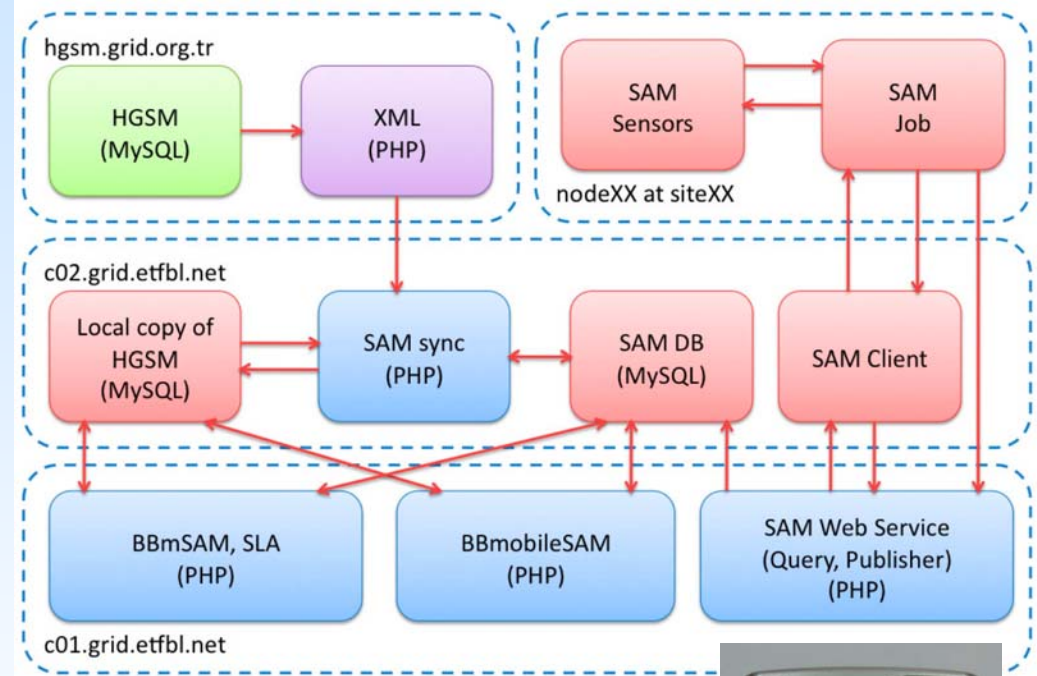 hgsm.grid.org.tr
HGSM
(MySQL)
XML
(PHP)
SAM
Sensors
SAM
Job
nodeXX at siteXX
c02.grid.etfbl.net
Local copy of
HGSM
(MySQL)
SAM sync
(PHP)
SAM DB
(MySQL)
SAM Client
BBmSAM, SLA
(PHP)
BBmobileSAM
(PHP)
SAM Web Service
(Query, Publisher)
(PHP)
c01.grid.etfbl.net